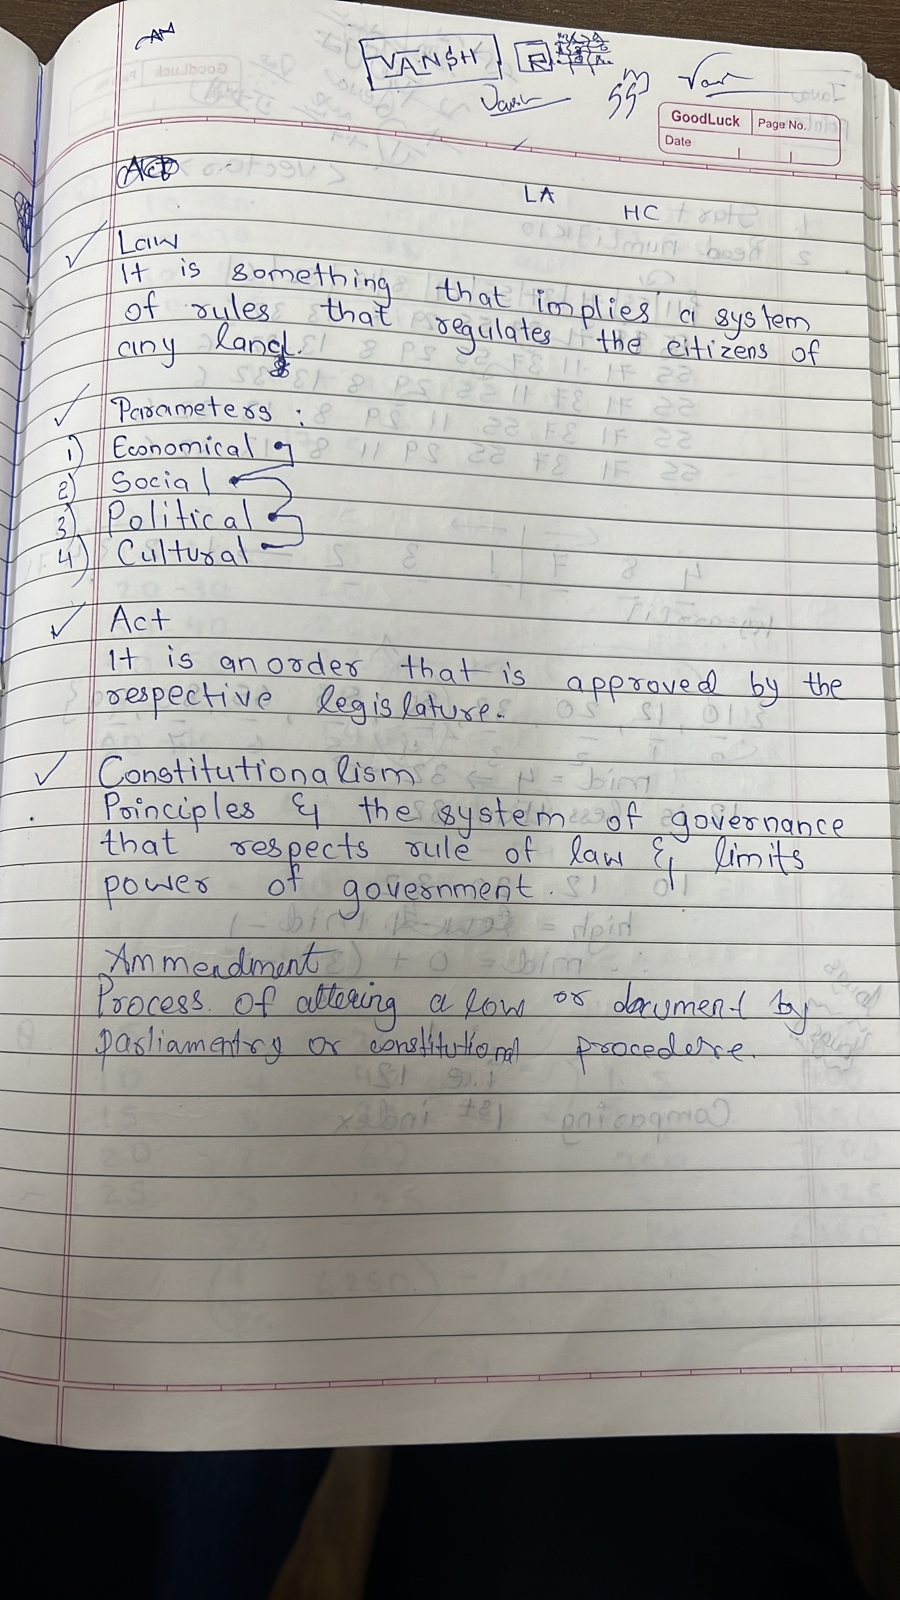 VANSH R
Vansh
GoodLuck Page No.
Date
Act
LA
HC
Law
It is something that implies a system
of rules that regulates the citizens of
any land.
Parameters :
1) Economical
2) Social
3) Political
4) Cultural
Act
It is an order that is approved by the
respective legislature.
Constitutionalism
Principles & the system of governance
that respects rule of law & limits
power of government.
Ammendment
Process of altering a law or document by
parliamentry or constitutional procedure.